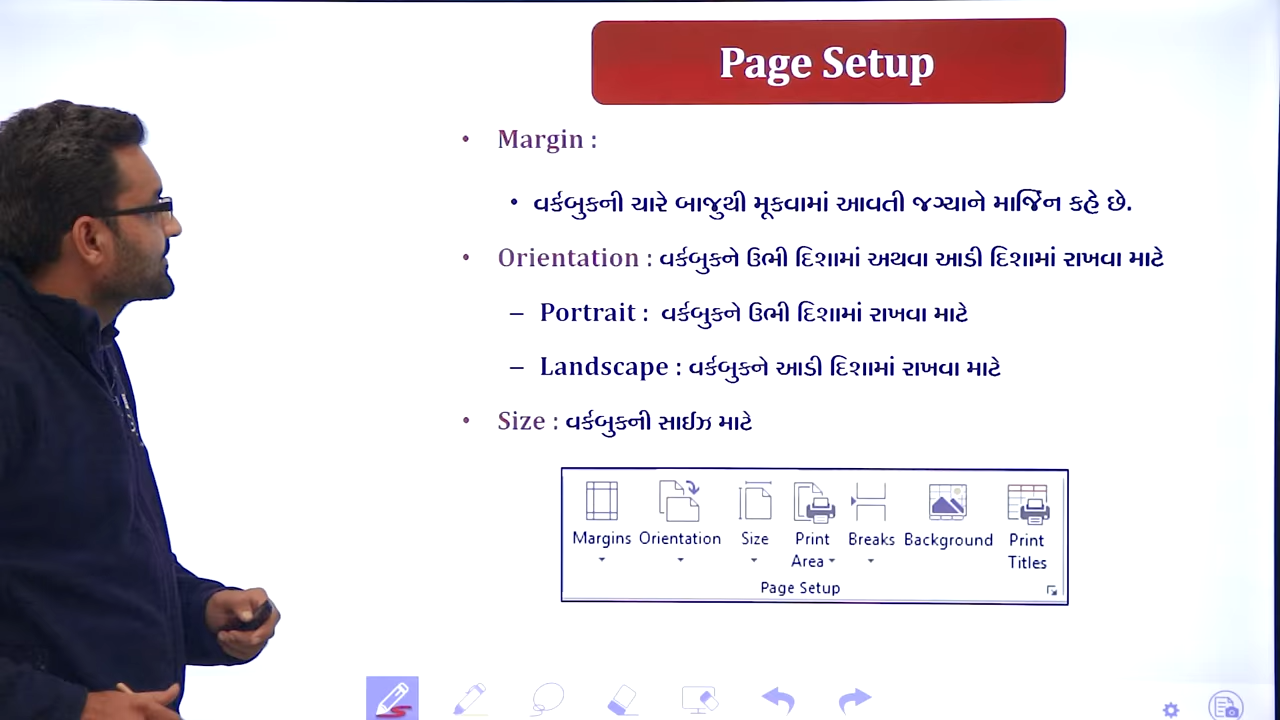 Page Setup
• Margin :
• વર્કબુકની ચારે બાજુથી મૂકવામાં આવતી જગ્યાને માર્જિન કહે છે.
• Orientation : વર્કબુકને ઉભી દિશામાં અથવા આડી દિશામાં રાખવા માટે
– Portrait : વર્કબુકને ઉભી દિશામાં રાખવા માટે
– Landscape : વર્કબુકને આડી દિશામાં રાખવા માટે
• Size : વર્કબુકની સાઈઝ માટે
Margins Orientation Size Print Area Breaks Background Print Titles
Page Setup